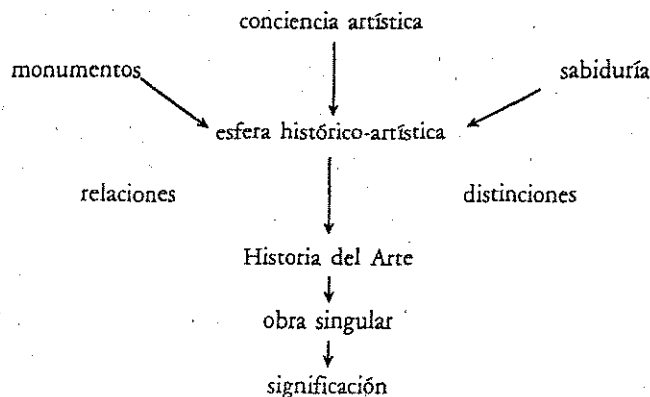 conciencia artística
monumentos sabiduría
esfera histórico-artística
relaciones distinciones
Historia del Arte
obra singular
significación